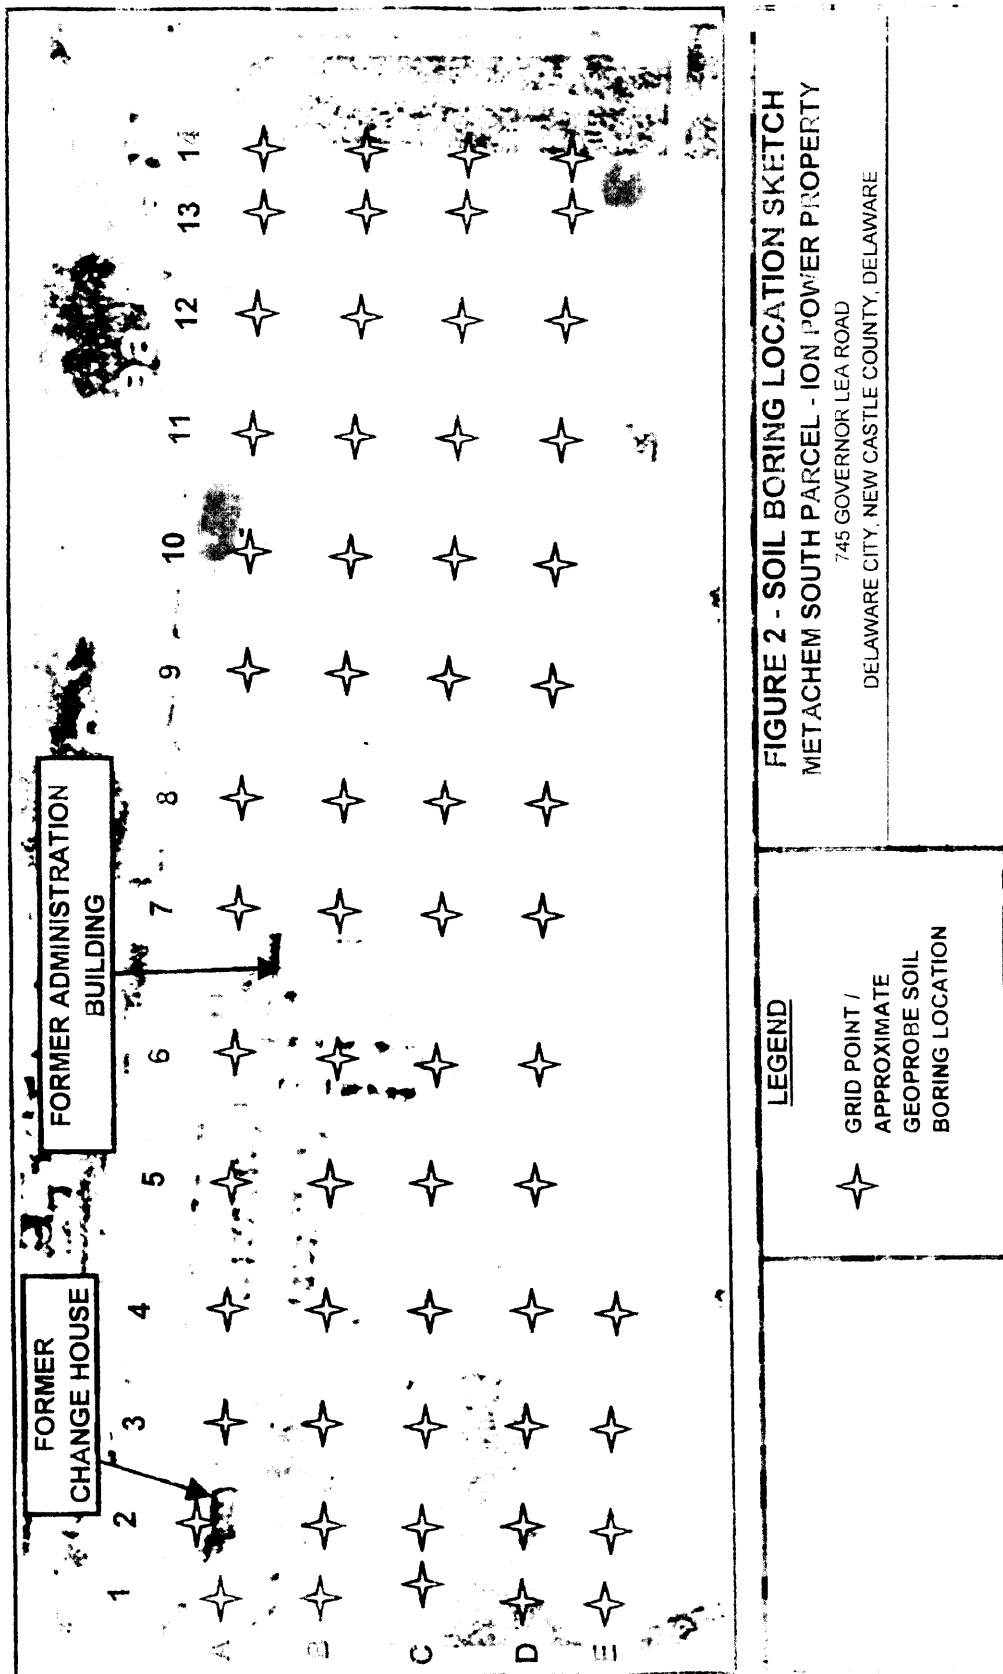 FORMER
CHANGE HOUSE
FORMER ADMINISTRATION
BUILDING
1 2 3 4 5 6 7 8 9 10 11 12 13 14
A
B
C
D
E
LEGEND
GRID POINT /
APPROXIMATE
GEOPROBE SOIL
BORING LOCATION
FIGURE 2 - SOIL BORING LOCATION SKETCH
METACHEM SOUTH PARCEL - ION POWER PROPERTY
745 GOVERNOR LEA ROAD
DELAWARE CITY, NEW CASTLE COUNTY, DELAWARE